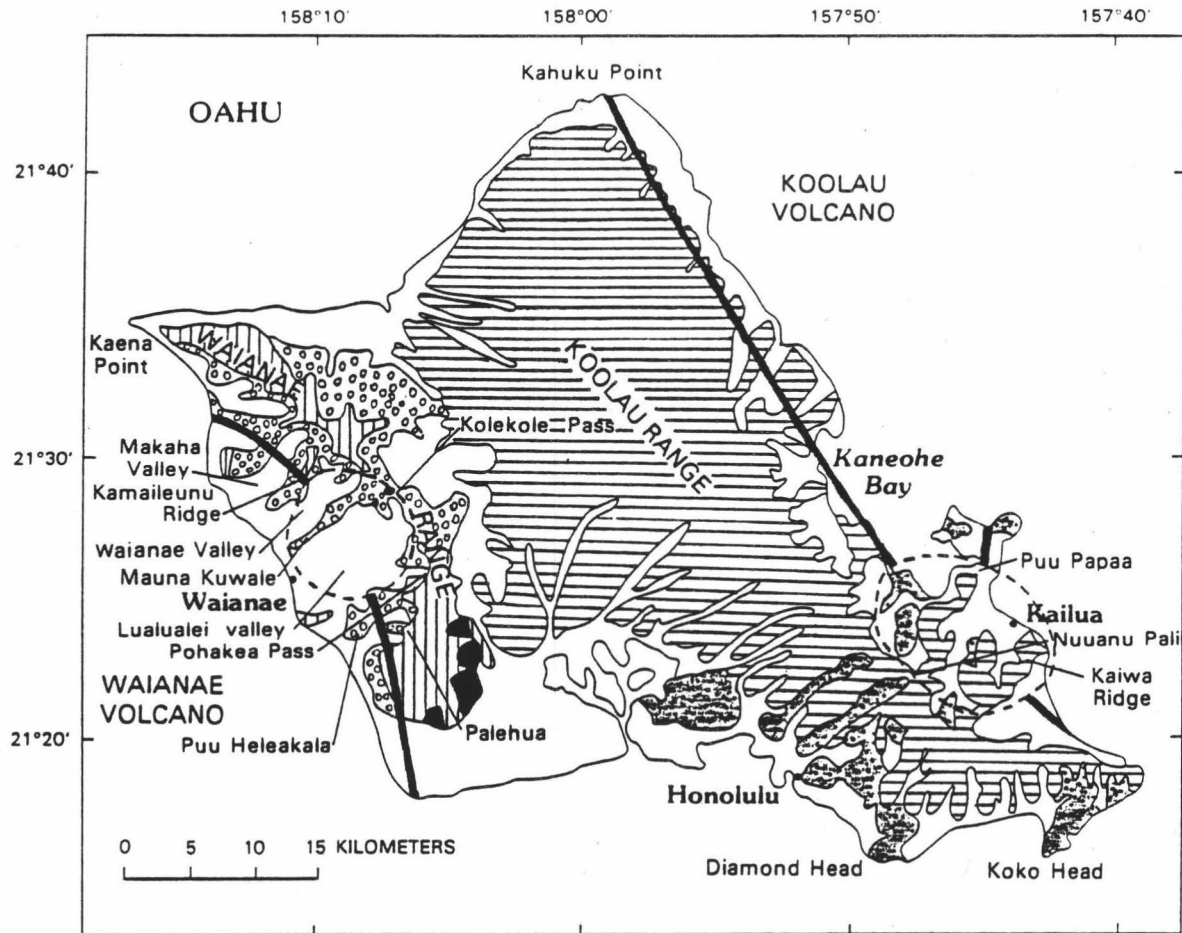 158°10'
158°00'
157°50'
157°40'
Kahuku Point
OAHU
21°40'
KOOLAU
VOLCANO
Kaena
Point
WAIANAE
KOOLAU RANGE
Kolekole Pass
21°30'
Makaha
Valley
Kamaileunu
Ridge
RANGE
Kaneohe
Bay
Waianae Valley
Mauna Kuwale
Waianae
Lualualei valley
Pohakea Pass
Puu Papaa
Kailua
Nuuanu Pali
Kaiwa
Ridge
WAIANAE
VOLCANO
21°20'
Puu Heleakala
Palehua
Honolulu
0 5 10 15 KILOMETERS
Diamond Head
Koko Head